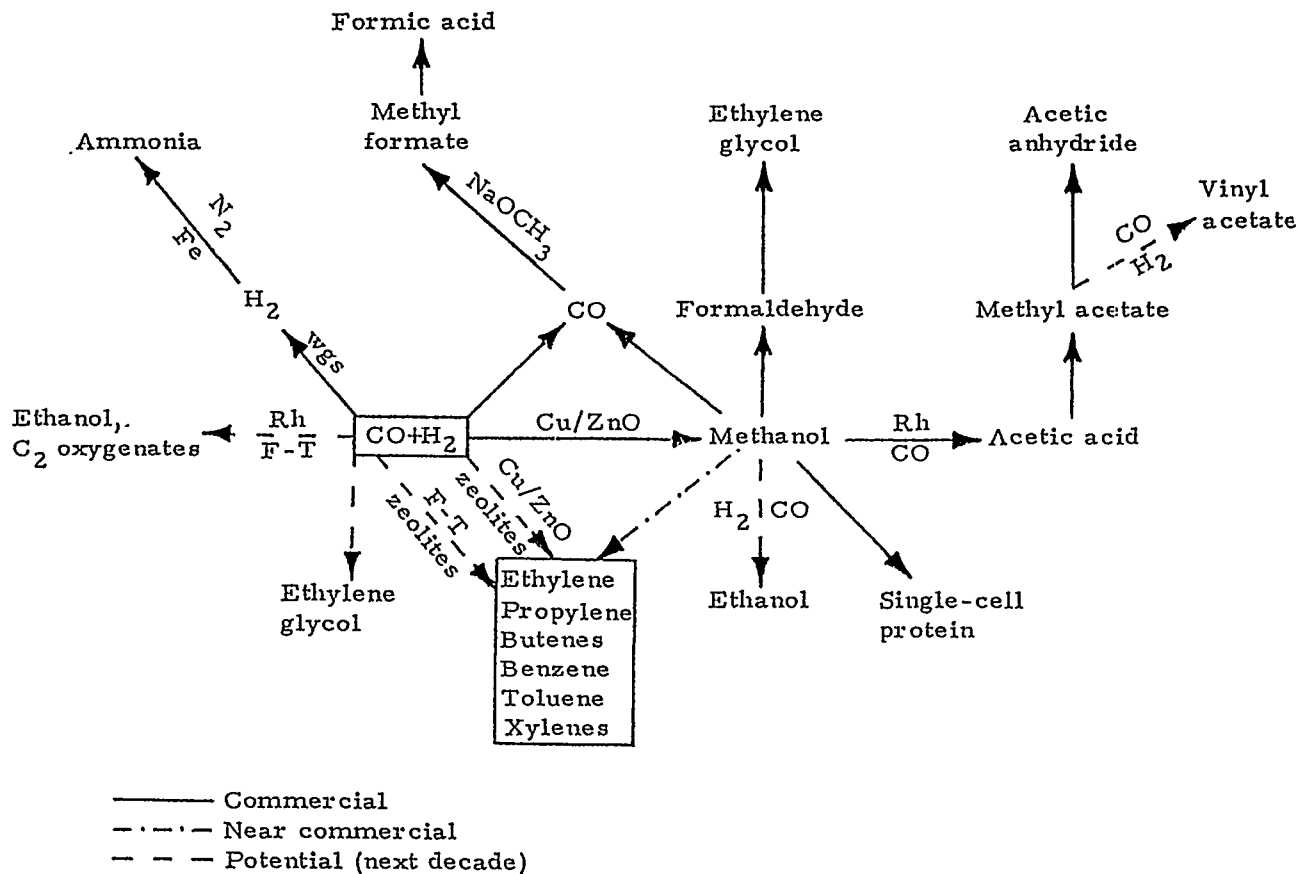 Formic acid
Methyl
formate
Ammonia
Ethylene
glycol
Acetic
anhydride
Vinyl
acetate
N2
Fe
NaOCH3
CO
H2
H2
CO
Formaldehyde
Methyl acetate
wgs
Ethanol,
C2 oxygenates
Rh
F-T
CO+H2
Cu/ZnO
Methanol
Rh
CO
Acetic acid
F-T
zeolites
Cu/ZnO
zeolites
H2 CO
Ethylene
glycol
Ethylene
Propylene
Butenes
Benzene
Toluene
Xylenes
Ethanol
Single-cell
protein
Commercial
Near commercial
Potential (next decade)